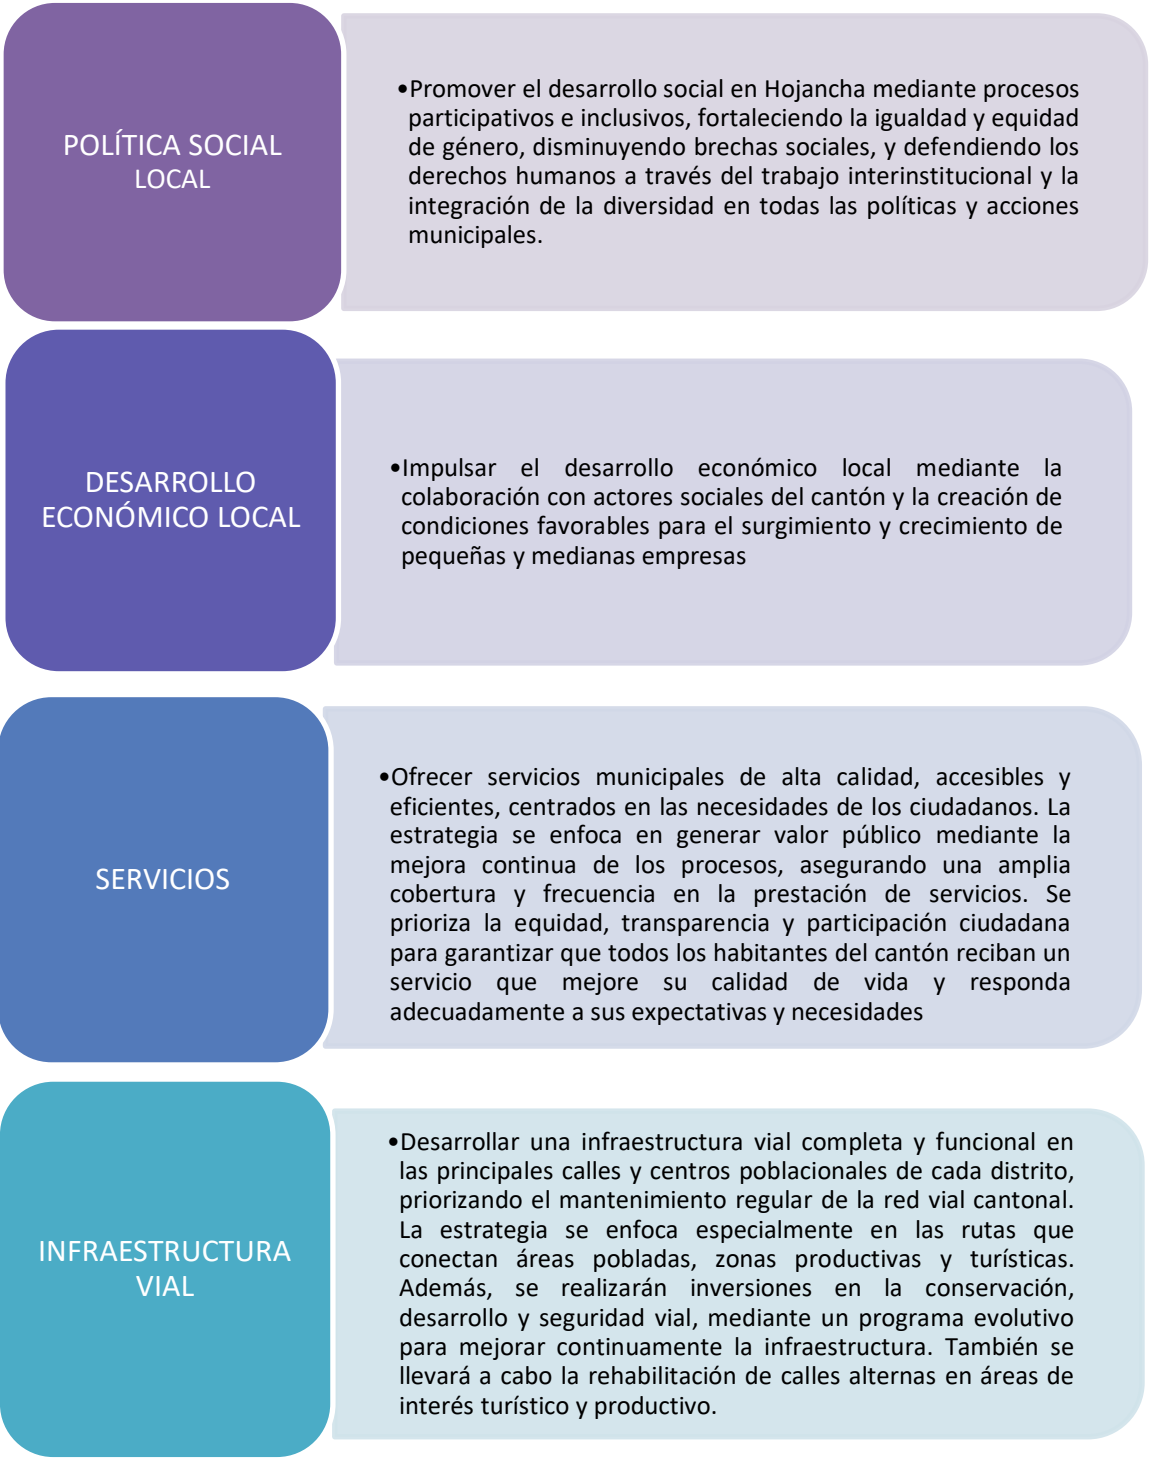 POLÍTICA SOCIAL
LOCAL
•Promover el desarrollo social en Hojancha mediante procesos
participativos e inclusivos, fortaleciendo la igualdad y equidad
de género, disminuyendo brechas sociales, y defendiendo los
derechos humanos a través del trabajo interinstitucional y la
integración de la diversidad en todas las políticas y acciones
municipales.
DESARROLLO
ECONÓMICO LOCAL
•Impulsar el desarrollo económico local mediante la
colaboración con actores sociales del cantón y la creación de
condiciones favorables para el surgimiento y crecimiento de
pequeñas y medianas empresas
SERVICIOS
•Ofrecer servicios municipales de alta calidad, accesibles y
eficientes, centrados en las necesidades de los ciudadanos. La
estrategia se enfoca en generar valor público mediante la
mejora continua de los procesos, asegurando una amplia
cobertura y frecuencia en la prestación de servicios. Se
prioriza la equidad, transparencia y participación ciudadana
para garantizar que todos los habitantes del cantón reciban un
servicio que mejore su calidad de vida y responda
adecuadamente a sus expectativas y necesidades
INFRAESTRUCTURA
VIAL
•Desarrollar una infraestructura vial completa y funcional en
las principales calles y centros poblacionales de cada distrito,
priorizando el mantenimiento regular de la red vial cantonal.
La estrategia se enfoca especialmente en las rutas que
conectan áreas pobladas, zonas productivas y turísticas.
Además, se realizarán inversiones en la conservación,
desarrollo y seguridad vial, mediante un programa evolutivo
para mejorar continuamente la infraestructura. También se
llevará a cabo la rehabilitación de calles alternas en áreas de
interés turístico y productivo.